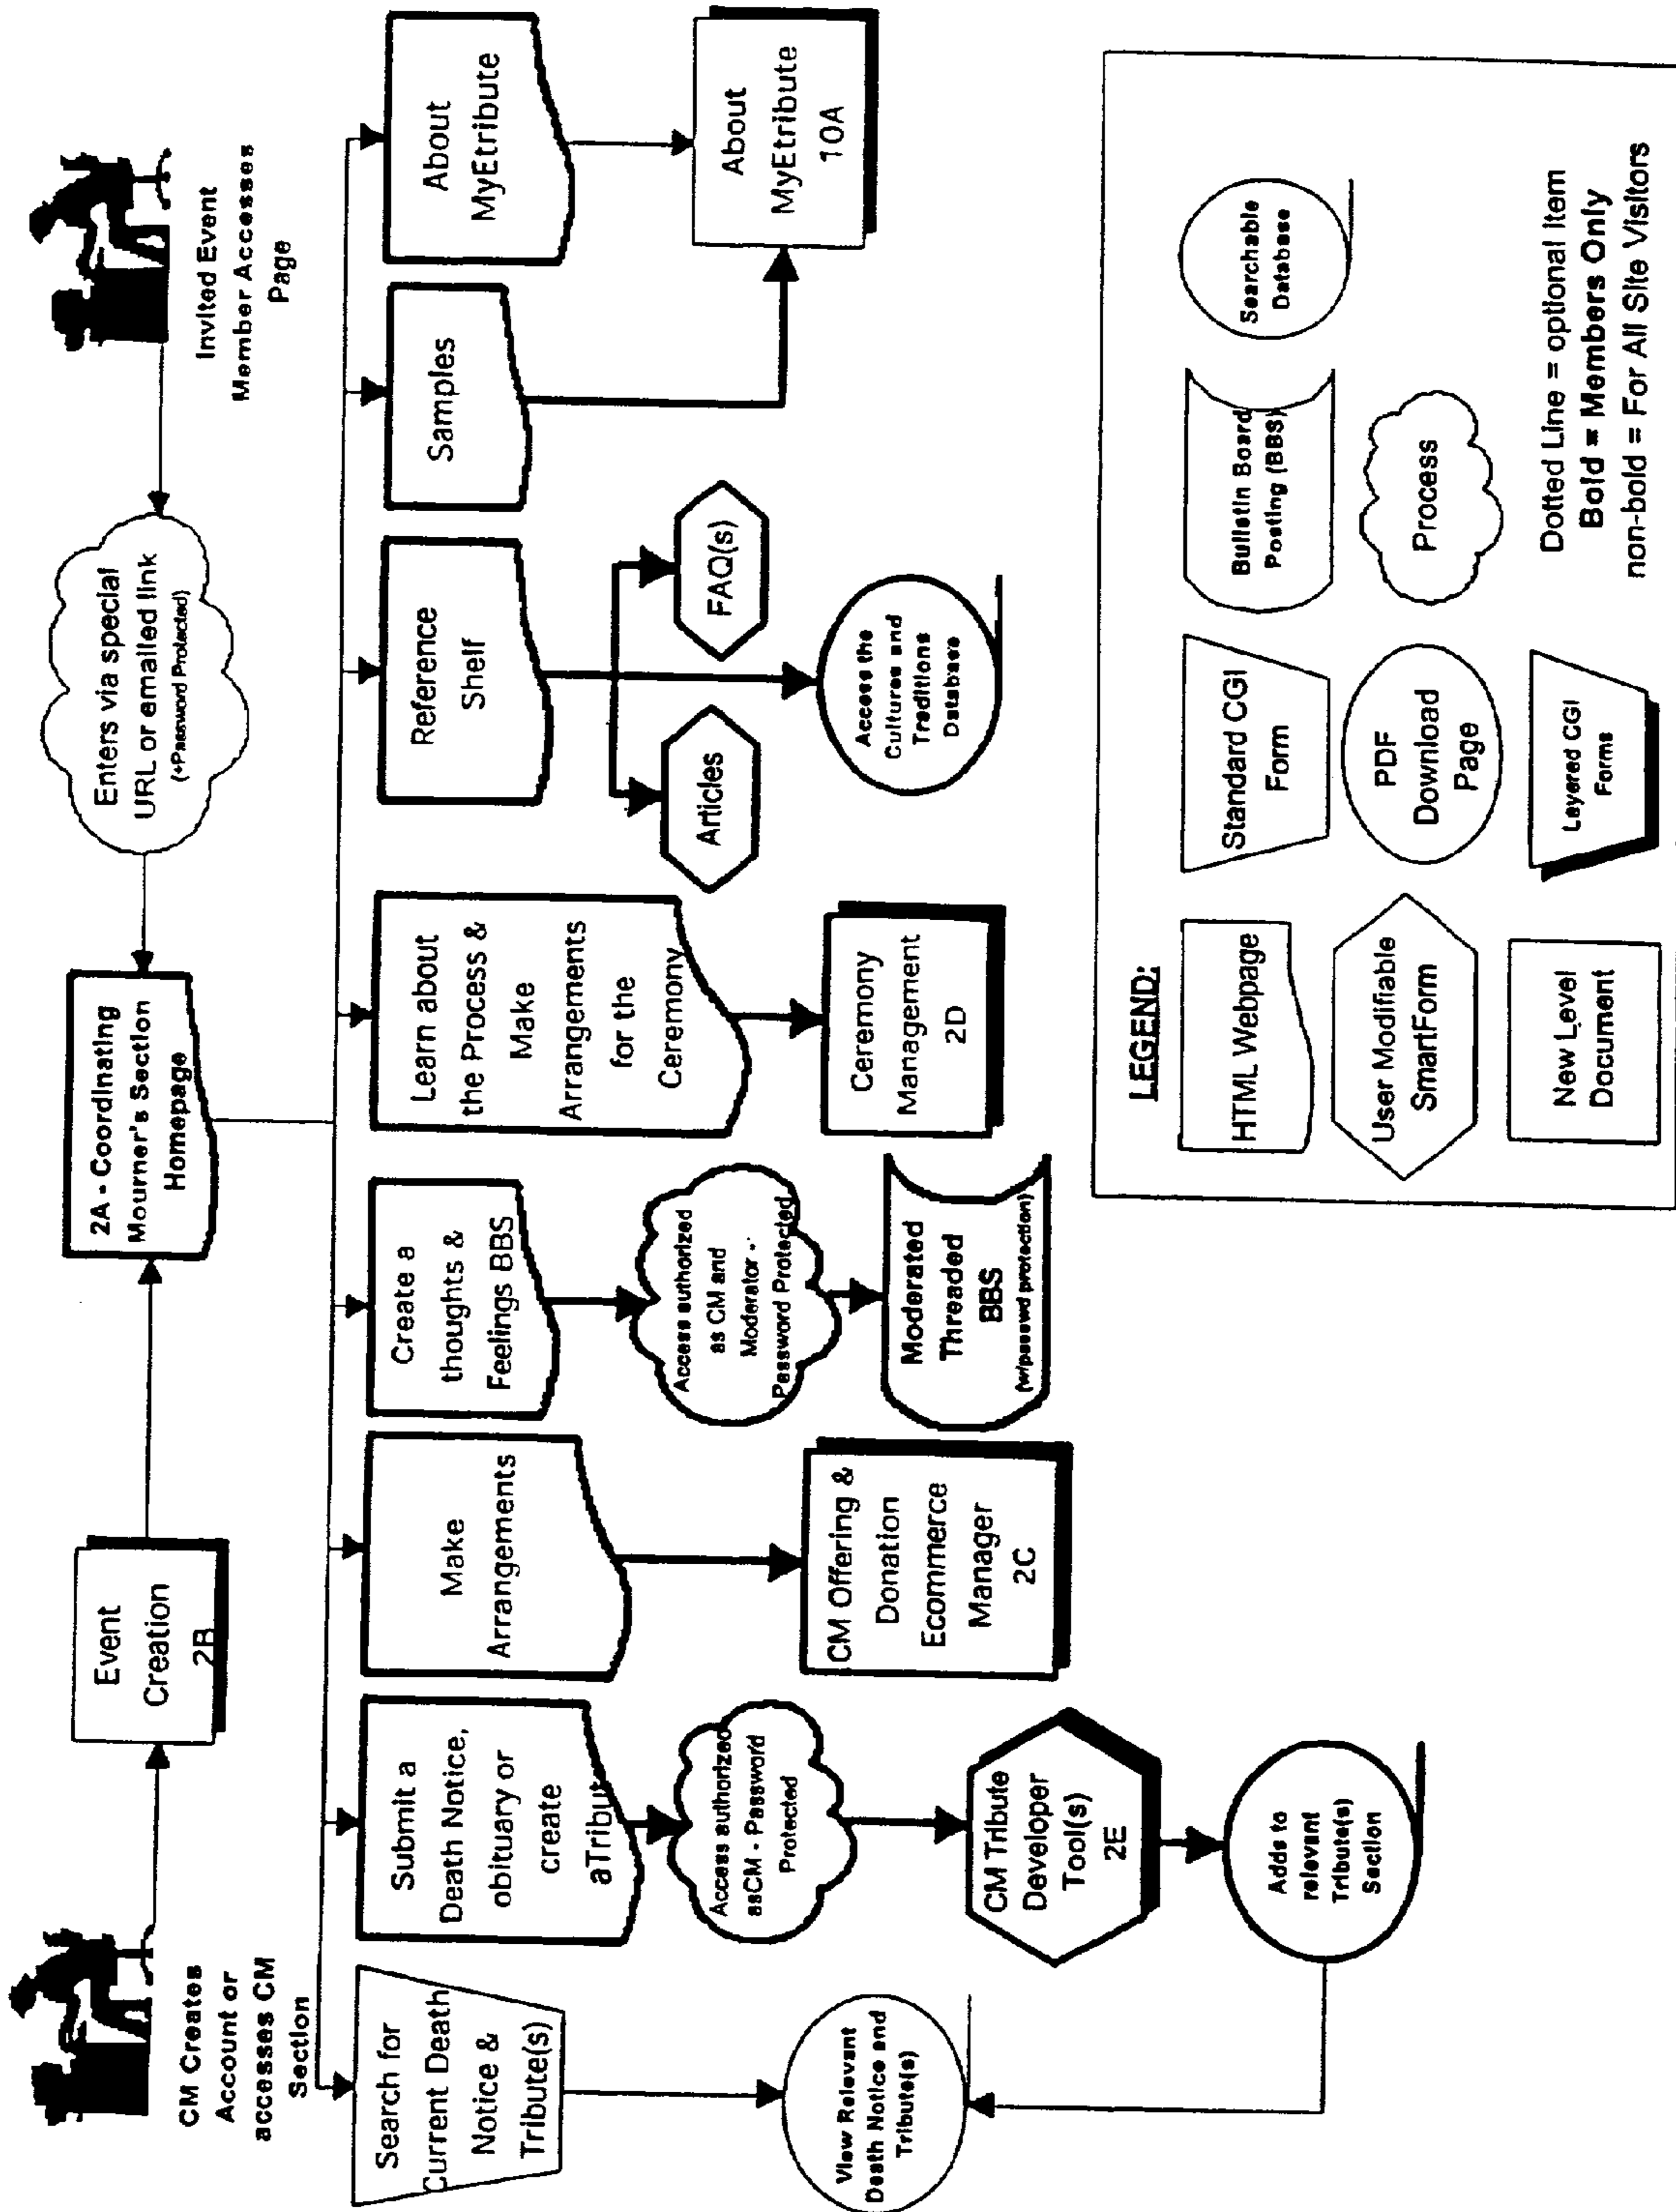 CM Creates
Account or
accesses CM
Section
Event
Creation
2B
2A - Coordinating
Mourner's Section
Homepage
Enters via special
URL or emailed link
(+Password Protected)
Invited Event
Member Accesses
Page
Search for
Current Death
Notice &
Tribute(s)
View Relevant
Death Notice and
Tribute(s)
Submit a
Death Notice,
obituary or
create
aTribute
Access authorized
asCM - Password
Protected
CM Tribute
Developer
Tool(s)
2E
Adds to
relevant
Tribute(s)
Section
Make
Arrangements
CM Offering &
Donation
Ecommerce
Manager
2C
Create a
thoughts &
Feelings BBS
Access authorized
as CM and
Moderator -
Password Protected
Moderated
Threaded
BBS
(w/passwd protection)
Learn about
the Process &
Make
Arrangements
for the
Ceremony
Ceremony
Management
2D
Reference
Shelf
Articles
FAQ(s)
Access the
Cultures and
Traditions
Database
Samples
About
MyEtribute
About
MyEtribute
10A
LEGEND:
HTML Webpage
Standard CGI
Form
Bulletin Board
Posting (BBS)
Searchable
Database
User Modifiable
SmartForm
PDF
Download
Page
Process
New Level
Document
Layered CGI
Forms
Dotted Line = optional Item
Bold = Members Only
non-bold = For All Site Visitors